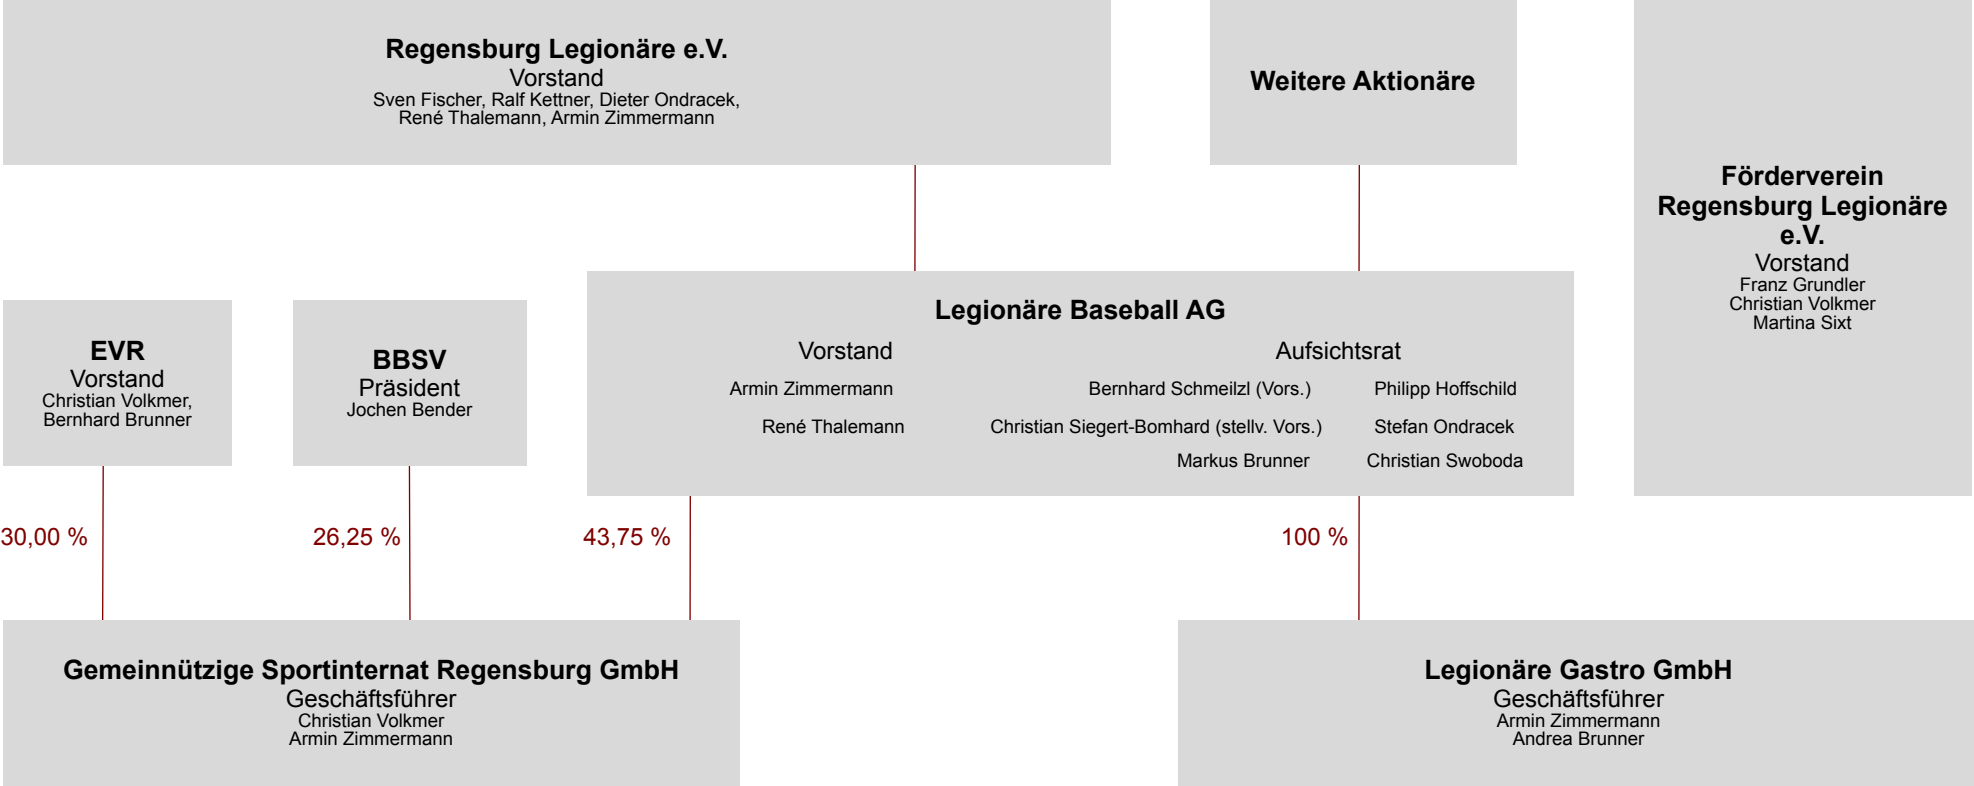 Regensburg Legionäre e.V.
Vorstand
Sven Fischer, Ralf Kettner, Dieter Ondracek,
René Thalemann, Armin Zimmermann
Weitere Aktionäre
Förderverein
Regensburg Legionäre
e.V.
Vorstand
Franz Grundler
Christian Volkmer
Martina Sixt
EVR
Vorstand
Christian Volkmer,
Bernhard Brunner
BBSV
Präsident
Jochen Bender
Legionäre Baseball AG
Vorstand
Armin Zimmermann
René Thalemann
Aufsichtsrat
Bernhard Schmeilzl (Vors.)
Philipp Hoffschild
Christian Siegert-Bomhard (stellv. Vors.)
Stefan Ondracek
Markus Brunner
Christian Swoboda
30,00 %
26,25 %
43,75 %
100 %
Gemeinnützige Sportinternat Regensburg GmbH
Geschäftsführer
Christian Volkmer
Armin Zimmermann
Legionäre Gastro GmbH
Geschäftsführer
Armin Zimmermann
Andrea Brunner